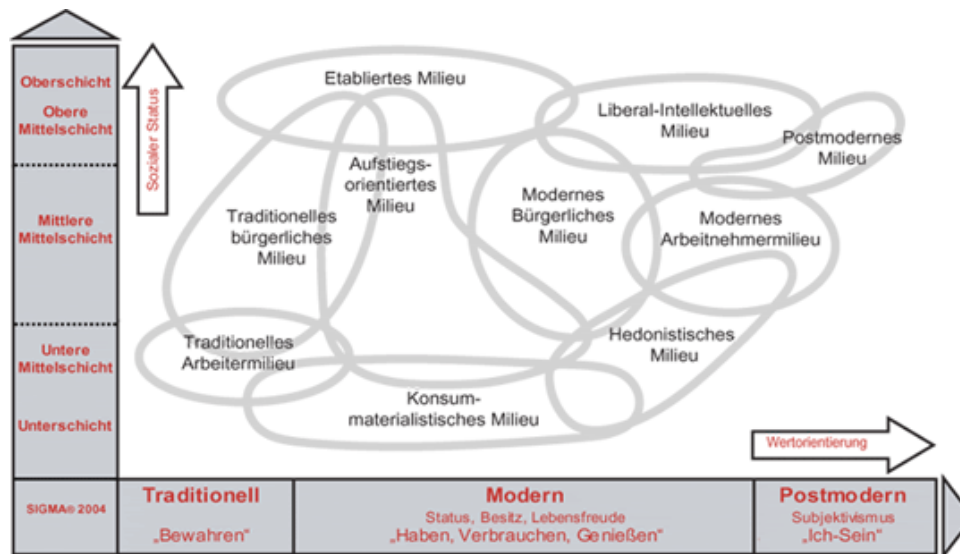 Oberschicht
Obere
Mittelschicht
Mittlere
Mittelschicht
Untere
Mittelschicht
Unterschicht
Sozialer Status
Etabliertes Milieu
Liberal-Intellektuelles
Milieu
Postmodernes
Milieu
Aufstiegs-
orientiertes
Milieu
Traditionelles
bürgerliches
Milieu
Modernes
Bürgerliches
Milieu
Modernes
Arbeitnehmermilieu
Traditionelles
Arbeitermilieu
Hedonistisches
Milieu
Konsum-
materialistisches Milieu
Wertorientierung
SIGMA® 2004
Traditionell
„Bewahren“
Modern
Status, Besitz, Lebensfreude
„Haben, Verbrauchen, Genießen“
Postmodern
Subjektivismus
„Ich-Sein“